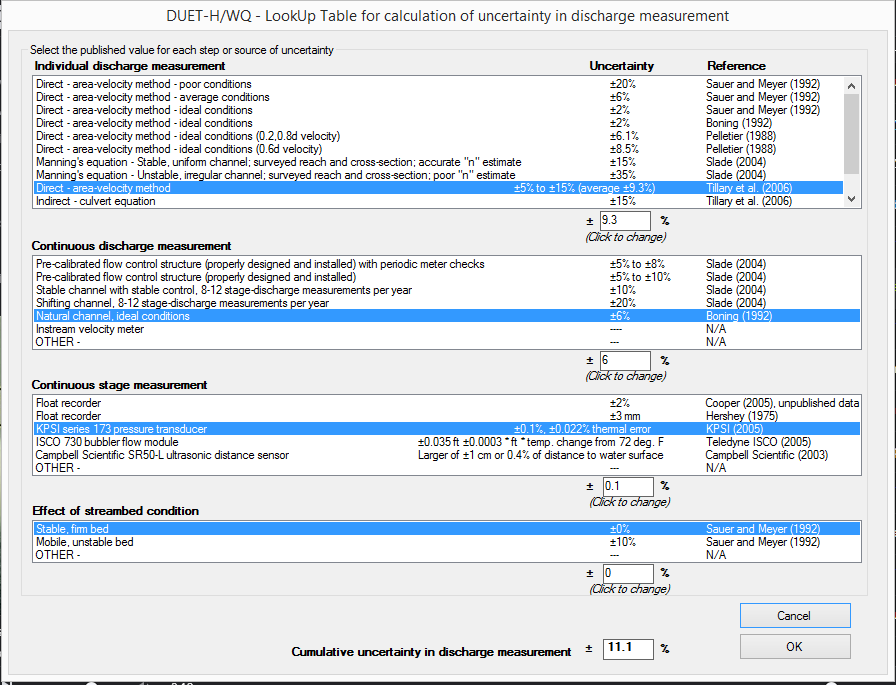 DUET-H/WQ - LookUp Table for calculation of uncertainty in discharge measurement
Select the published value for each step or source of uncertainty
Individual discharge measurement Uncertainty Reference
Direct - area-velocity method - poor conditions ±20% Sauer and Meyer (1992)
Direct - area-velocity method - average conditions ±6% Sauer and Meyer (1992)
Direct - area-velocity method - ideal conditions ±2% Sauer and Meyer (1992)
Direct - area-velocity method - ideal conditions ±2% Boning (1992)
Direct - area-velocity method - ideal conditions (0.2,0.8d velocity) ±6.1% Pelletier (1988)
Direct - area-velocity method - ideal conditions (0.6d velocity) ±8.5% Pelletier (1988)
Manning's equation - Stable, uniform channel; surveyed reach and cross-section; accurate "n" estimate ±15% Slade (2004)
Manning's equation - Unstable, irregular channel; surveyed reach and cross-section; poor "n" estimate ±35% Slade (2004)
Direct - area-velocity method ±5% to ±15% (average ±9.3%) Tillary et al. (2006)
Indirect - culvert equation ±15% Tillary et al. (2006)
± 9.3 %
(Click to change)
Continuous discharge measurement
Pre-calibrated flow control structure (properly designed and installed) with periodic meter checks ±5% to ±8% Slade (2004)
Pre-calibrated flow control structure (properly designed and installed) ±5% to ±10% Slade (2004)
Stable channel with stable control, 8-12 stage-discharge measurements per year ±10% Slade (2004)
Shifting channel, 8-12 stage-discharge measurements per year ±20% Slade (2004)
Natural channel, ideal conditions ±6% Boning (1992)
Instream velocity meter ---- N/A
OTHER - --- N/A
± 6 %
(Click to change)
Continuous stage measurement
Float recorder ±2% Cooper (2005), unpublished data
Float recorder ±3 mm Hershey (1975)
KPSI series 173 pressure transducer ±0.1%, ±0.022% thermal error KPSI (2005)
ISCO 730 bubbler flow module ±0.035 ft ±0.0003 * ft * temp. change from 72 deg. F Teledyne ISCO (2005)
Campbell Scientific SR50-L ultrasonic distance sensor Larger of ±1 cm or 0.4% of distance to water surface Campbell Scientific (2003)
OTHER - --- N/A
± 0.1 %
(Click to change)
Effect of streambed condition
Stable, firm bed ±0% Sauer and Meyer (1992)
Mobile, unstable bed ±10% Sauer and Meyer (1992)
OTHER - --- N/A
± 0 %
(Click to change)
Cancel
Cumulative uncertainty in discharge measurement ± 11.1 %
OK